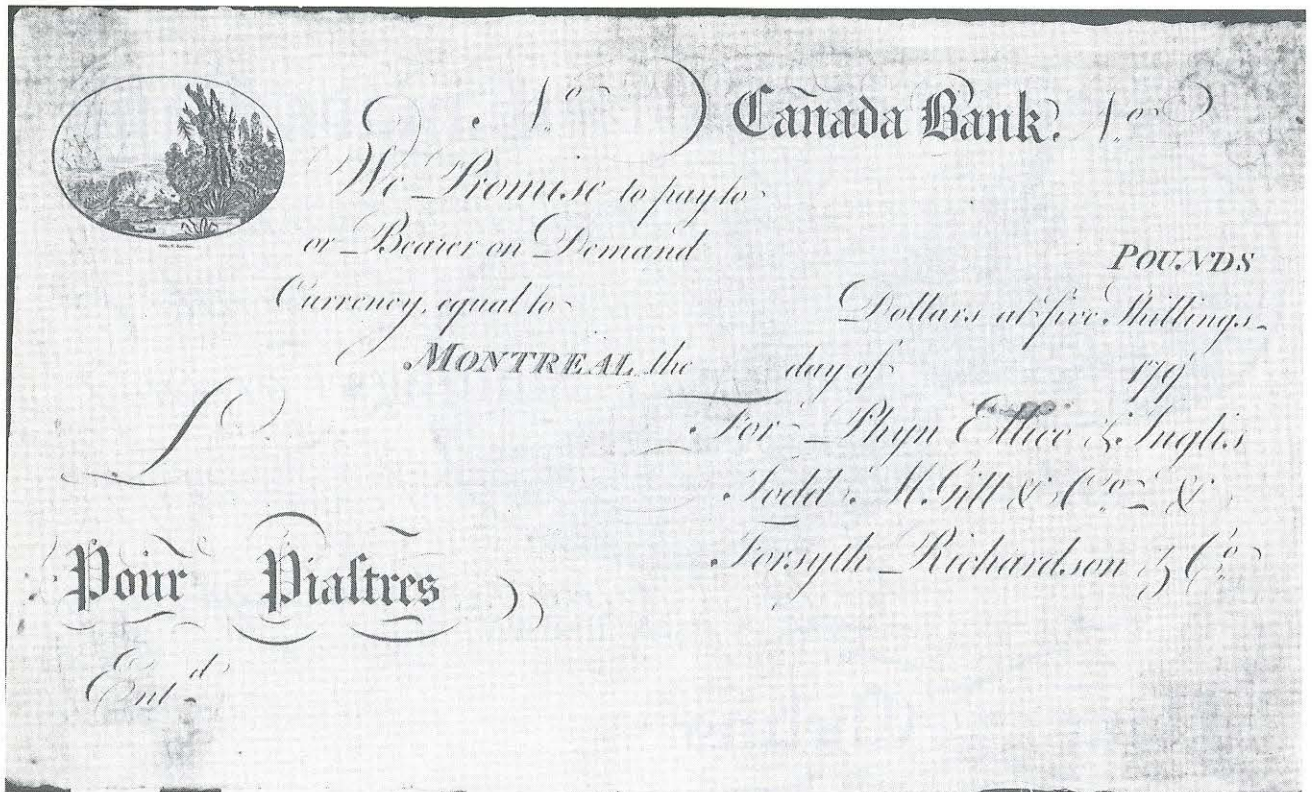 No Canada Bank. No
We Promise to pay to
or Bearer on Demand
POUNDS
Currency, equal to Dollars at five Shillings
MONTREAL the day of 179
For Phyn Ellice & Inglis
£ Todd, McGill & Co. &
Forsyth Richardson & Co
Pour Piastres
Entd